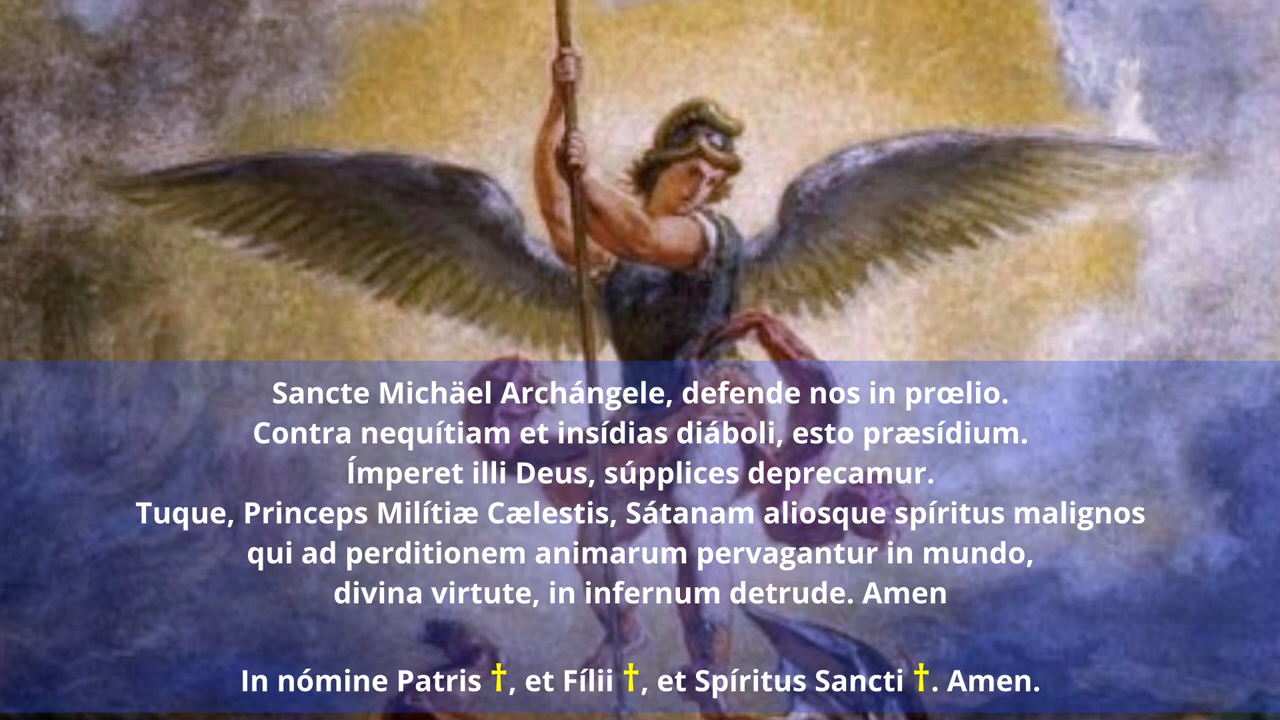 Sancte Michäel Archángele, defende nos in prœlio.
Contra nequítiam et insídias diáboli, esto præsídium.
Ímperet illi Deus, súpplices deprecamur.
Tuque, Princeps Milítiæ Cælestis, Sátanam aliosque spíritus malignos
qui ad perditionem animarum pervagantur in mundo,
divina virtute, in infernum detrude. Amen
In nómine Patris †, et Fílii †, et Spíritus Sancti †. Amen.